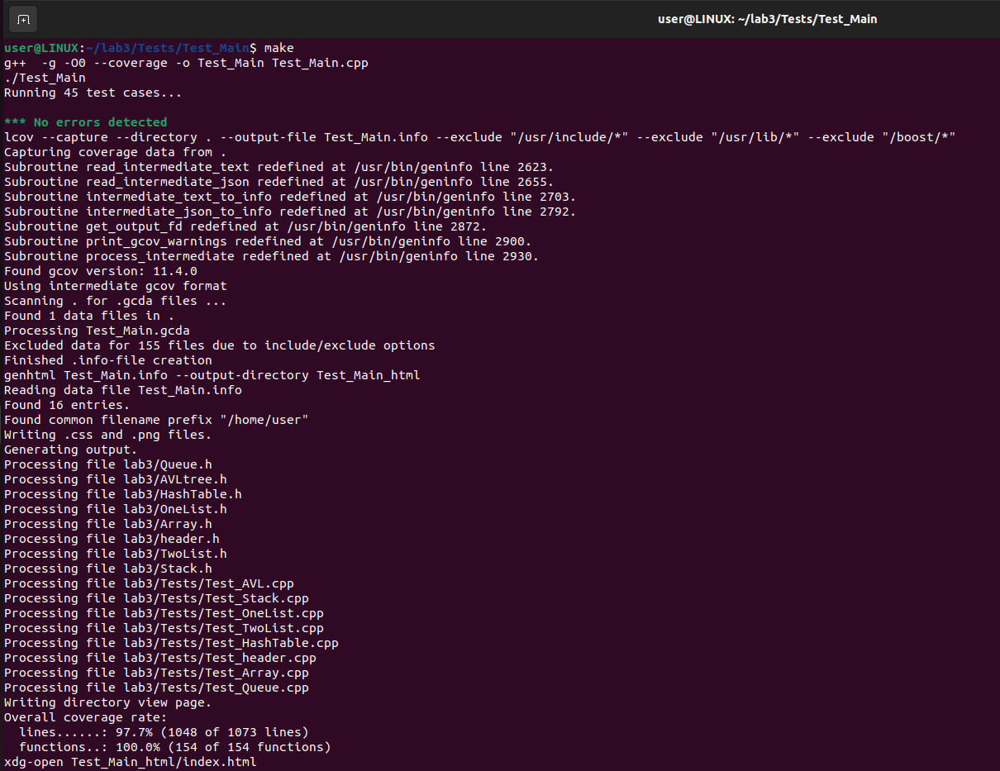 user@LINUX: ~/lab3/Tests/Test_Main
user@LINUX:~/lab3/Tests/Test_Main$ make
g++  -g -O0 --coverage -o Test_Main Test_Main.cpp
./Test_Main
Running 45 test cases...

*** No errors detected
lcov --capture --directory . --output-file Test_Main.info --exclude "/usr/include/*" --exclude "/usr/lib/*" --exclude "/boost/*"
Capturing coverage data from .
Subroutine read_intermediate_text redefined at /usr/bin/geninfo line 2623.
Subroutine read_intermediate_json redefined at /usr/bin/geninfo line 2655.
Subroutine intermediate_text_to_info redefined at /usr/bin/geninfo line 2703.
Subroutine intermediate_json_to_info redefined at /usr/bin/geninfo line 2792.
Subroutine get_output_fd redefined at /usr/bin/geninfo line 2872.
Subroutine print_gcov_warnings redefined at /usr/bin/geninfo line 2900.
Subroutine process_intermediate redefined at /usr/bin/geninfo line 2930.
Found gcov version: 11.4.0
Using intermediate gcov format
Scanning . for .gcda files ...
Found 1 data files in .
Processing Test_Main.gcda
Excluded data for 155 files due to include/exclude options
Finished .info-file creation
genhtml Test_Main.info --output-directory Test_Main_html
Reading data file Test_Main.info
Found 16 entries.
Found common filename prefix "/home/user"
Writing .css and .png files.
Generating output.
Processing file lab3/Queue.h
Processing file lab3/AVLtree.h
Processing file lab3/HashTable.h
Processing file lab3/OneList.h
Processing file lab3/Array.h
Processing file lab3/header.h
Processing file lab3/TwoList.h
Processing file lab3/Stack.h
Processing file lab3/Tests/Test_AVL.cpp
Processing file lab3/Tests/Test_Stack.cpp
Processing file lab3/Tests/Test_OneList.cpp
Processing file lab3/Tests/Test_TwoList.cpp
Processing file lab3/Tests/Test_HashTable.cpp
Processing file lab3/Tests/Test_header.cpp
Processing file lab3/Tests/Test_Array.cpp
Processing file lab3/Tests/Test_Queue.cpp
Writing directory view page.
Overall coverage rate:
  lines......: 97.7% (1048 of 1073 lines)
  functions..: 100.0% (154 of 154 functions)
xdg-open Test_Main_html/index.html